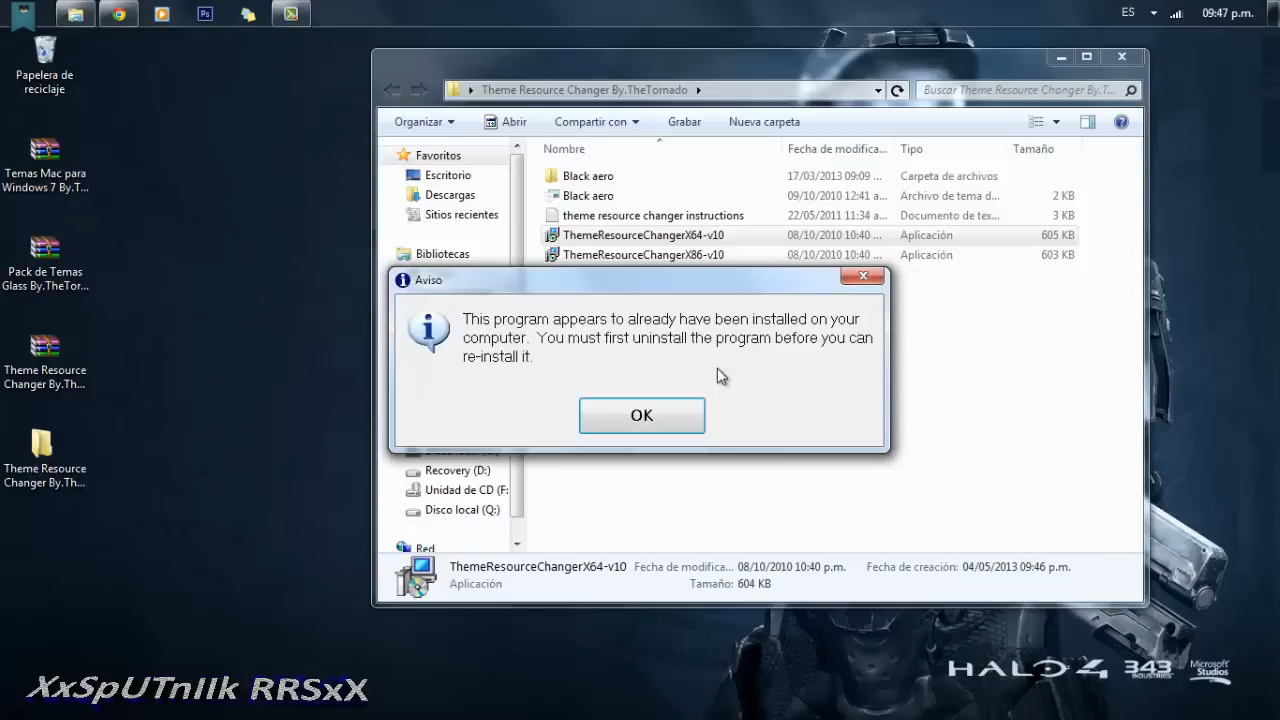 ES
09:47 p.m.
Ps
Papelera de
reciclaje
Temas Mac para
Windows 7 By.T...
Pack de Temas
Glass By.TheTor...
Theme Resource
Changer By.Th...
Theme Resource
Changer By.Th...
Theme Resource Changer By.TheTornado
Buscar Theme Resource Changer By.T...
Organizar
Abrir
Compartir con
Grabar
Nueva carpeta
Nombre
Fecha de modifica...
Tipo
Tamaño
Favoritos
Escritorio
Descargas
Sitios recientes
Bibliotecas
Black aero
17/03/2013 09:09 ...
Carpeta de archivos
Black aero
09/10/2010 12:41 a...
Archivo de tema d...
2 KB
theme resource changer instructions
22/05/2011 11:34 a...
Documento de tex...
3 KB
ThemeResourceChangerX64-v10
08/10/2010 10:40 ...
Aplicación
605 KB
ThemeResourceChangerX86-v10
08/10/2010 10:40 ...
Aplicación
603 KB
Aviso
This program appears to already have been installed on your
computer. You must first uninstall the program before you can
re-install it.
OK
Recovery (D:)
Unidad de CD (F:
Disco local (Q:)
Red
ThemeResourceChangerX64-v10
Fecha de modifica... 08/10/2010 10:40 p.m.
Fecha de creación: 04/05/2013 09:46 p.m.
Aplicación
Tamaño: 604 KB
XxSpUTnIIk RRSxX
HALO 4
343
INDUSTRIES
Microsoft
Studios